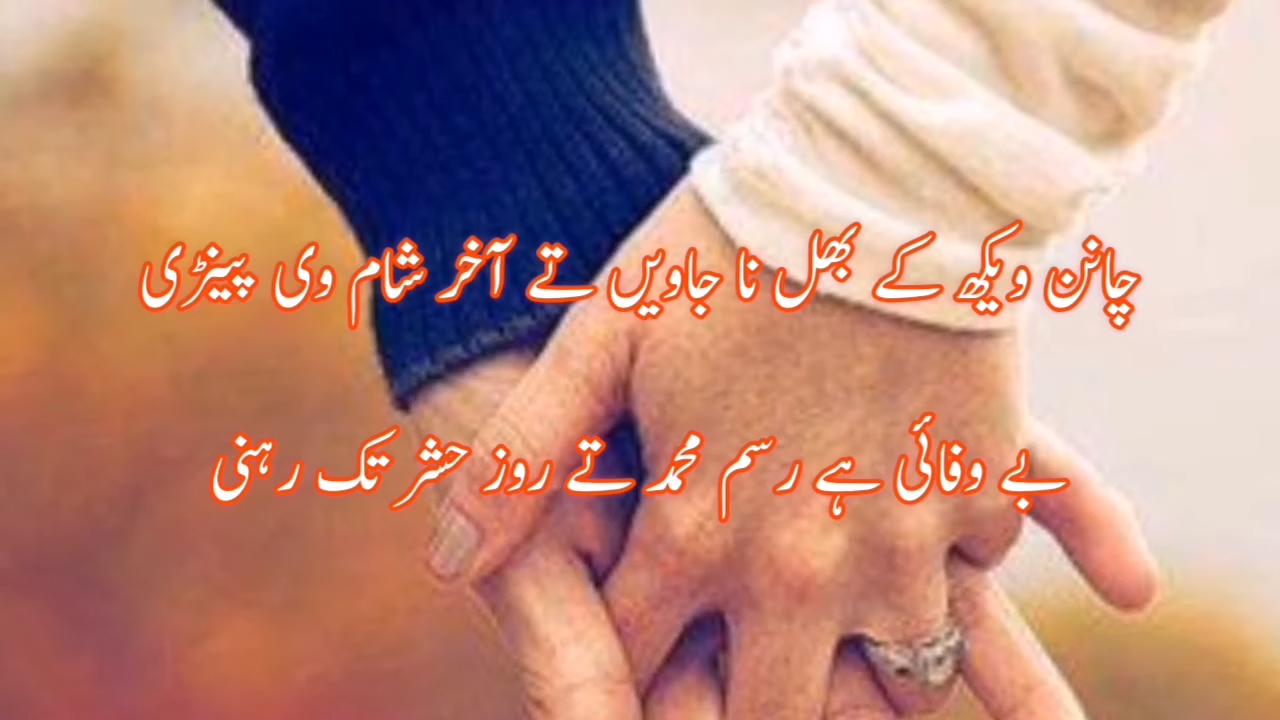 چانن ویکھ کے بھل نا جاویں تے آخر شام وی پینڑی
بے وفائی ہے رسم محمد تے روز حشر تک رہنی